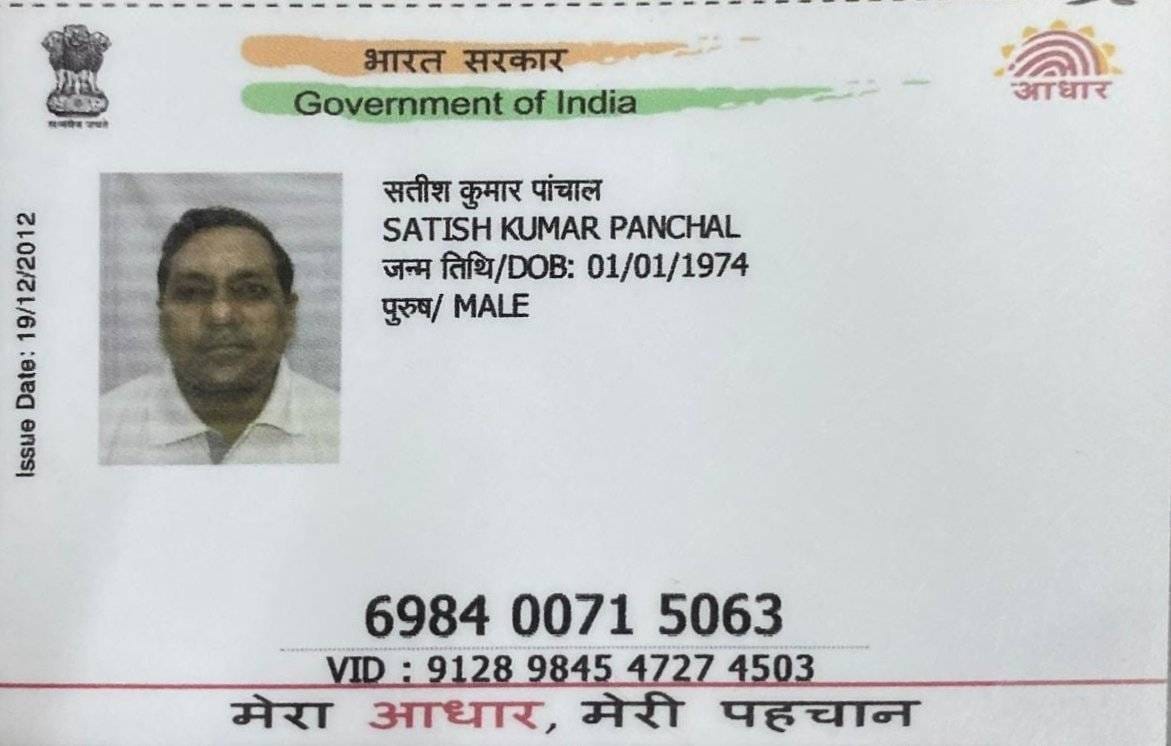 भारत सरकार
Government of India
आधार
सत्यमेव जयते
Issue Date: 19/12/2012
सतीश कुमार पांचाल
SATISH KUMAR PANCHAL
जन्म तिथि/DOB: 01/01/1974
पुरुष/ MALE
6984 0071 5063
VID : 9128 9845 4727 4503
मेरा आधार, मेरी पहचान